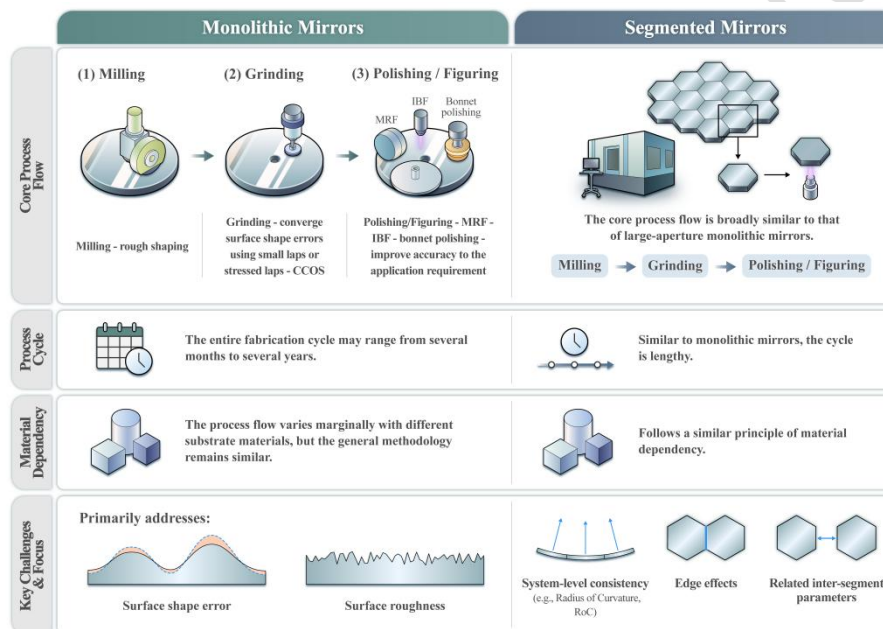 Monolithic Mirrors
Segmented Mirrors
Core Process
Flow
(1) Milling
(2) Grinding
(3) Polishing / Figuring
MRF
IBF
Bonnet
polishing
Milling - rough shaping
Grinding - converge
surface shape errors
using small laps or
stressed laps - CCOS
Polishing/Figuring - MRF -
IBF - bonnet polishing -
improve accuracy to the
application requirement
The core process flow is broadly similar to that
of large-aperture monolithic mirrors.
Milling
Grinding
Polishing / Figuring
Process
Cycle
The entire fabrication cycle may range from several
months to several years.
Similar to monolithic mirrors, the cycle
is lengthy.
Material
Dependency
The process flow varies marginally with different
substrate materials, but the general methodology
remains similar.
Follows a similar principle of material
dependency.
Key Challenges
& Focus
Primarily addresses:
Surface shape error
Surface roughness
System-level consistency
(e.g., Radius of Curvature,
RoC)
Edge effects
Related inter-segment
parameters